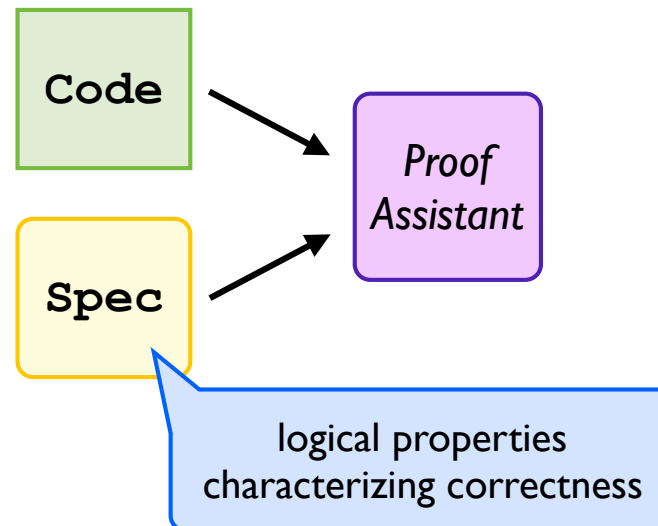 Code
Proof
Assistant
Spec
logical properties
characterizing correctness